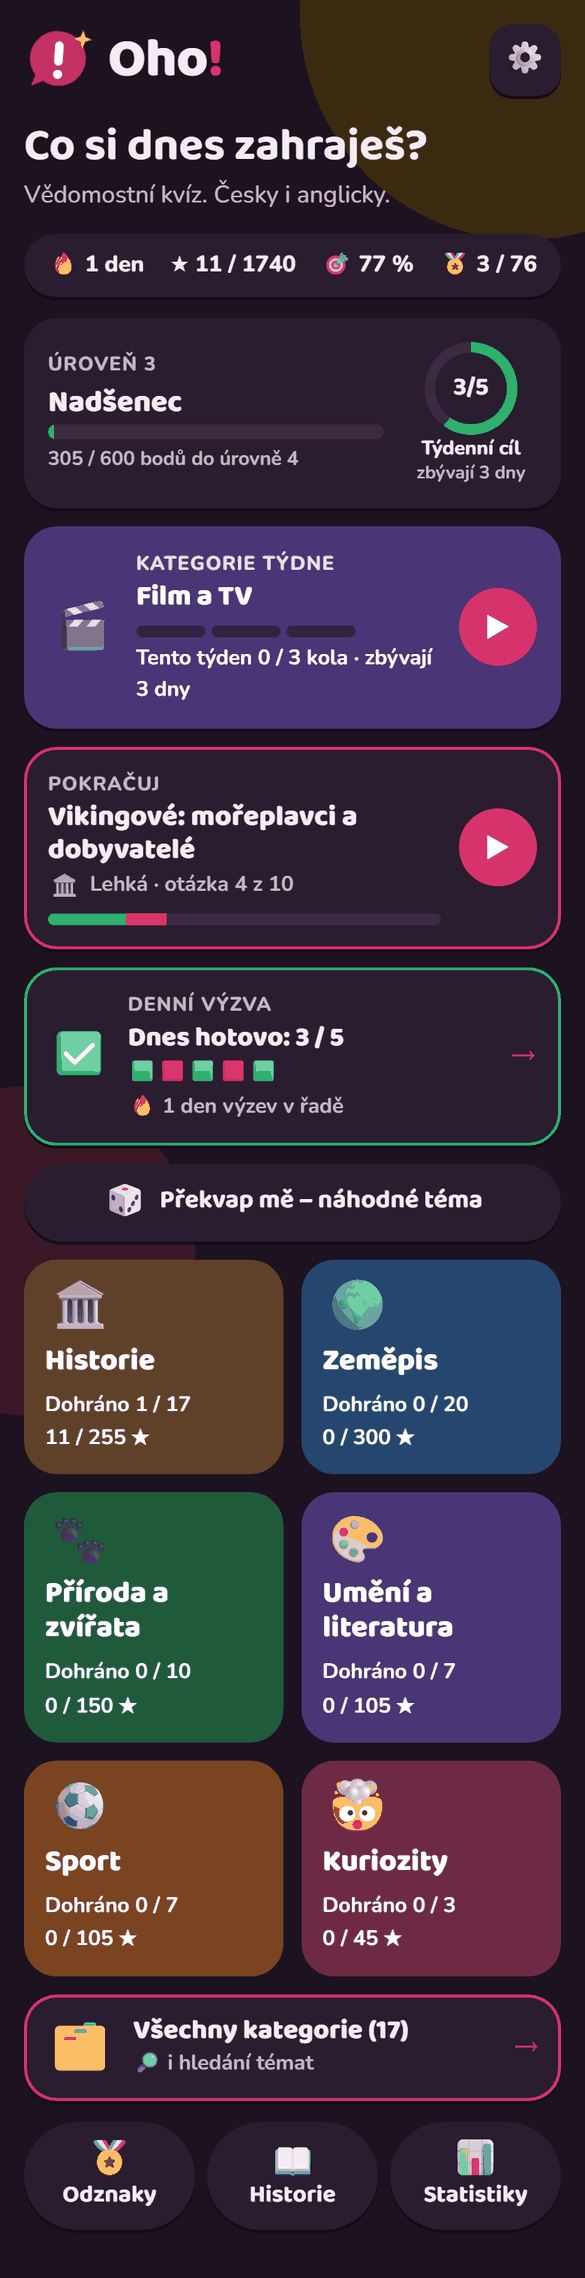 Oho!
Co si dnes zahraješ?
Vědomostní kvíz. Česky i anglicky.
1 den ★ 11 / 1740 77 % 3 / 76
ÚROVEŇ 3
Nadšenec
305 / 600 bodů do úrovně 4
3/5
Týdenní cíl
zbývají 3 dny
KATEGORIE TÝDNE
Film a TV
Tento týden 0 / 3 kola · zbývají
3 dny
POKRAČUJ
Vikingové: mořeplavci a
dobyvatelé
Lehká · otázka 4 z 10
DENNÍ VÝZVA
Dnes hotovo: 3 / 5
1 den výzev v řadě
→
Překvap mě – náhodné téma
Historie
Dohráno 1 / 17
11 / 255 ★
Zeměpis
Dohráno 0 / 20
0 / 300 ★
Příroda a
zvířata
Dohráno 0 / 10
0 / 150 ★
Umění a
literatura
Dohráno 0 / 7
0 / 105 ★
Sport
Dohráno 0 / 7
0 / 105 ★
Kuriozity
Dohráno 0 / 3
0 / 45 ★
Všechny kategorie (17)
i hledání témat
→
Odznaky
Historie
Statistiky